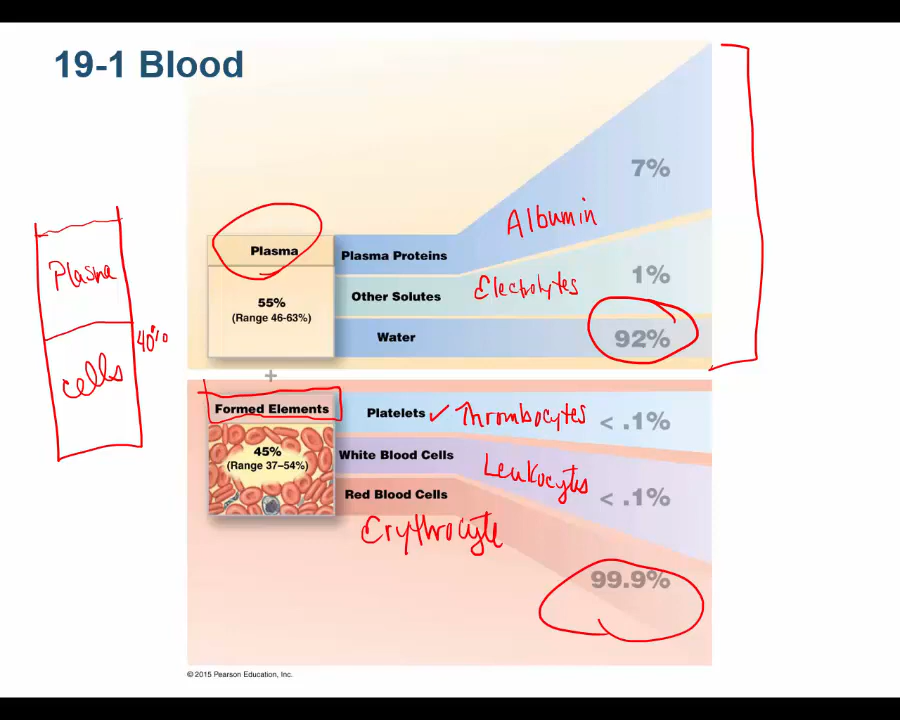 19-1 Blood
7%
Albumin
Plasma
Plasma Proteins
Plasma
55%
(Range 46-63%)
Other Solutes
Electrolytes
1%
Water
92%
40%
cells
+
Formed Elements
Platelets ✓ Thrombocytes
< .1%
45%
(Range 37–54%)
White Blood Cells
Leukocytes
< .1%
Red Blood Cells
Erythrocyte
99.9%
© 2015 Pearson Education, Inc.